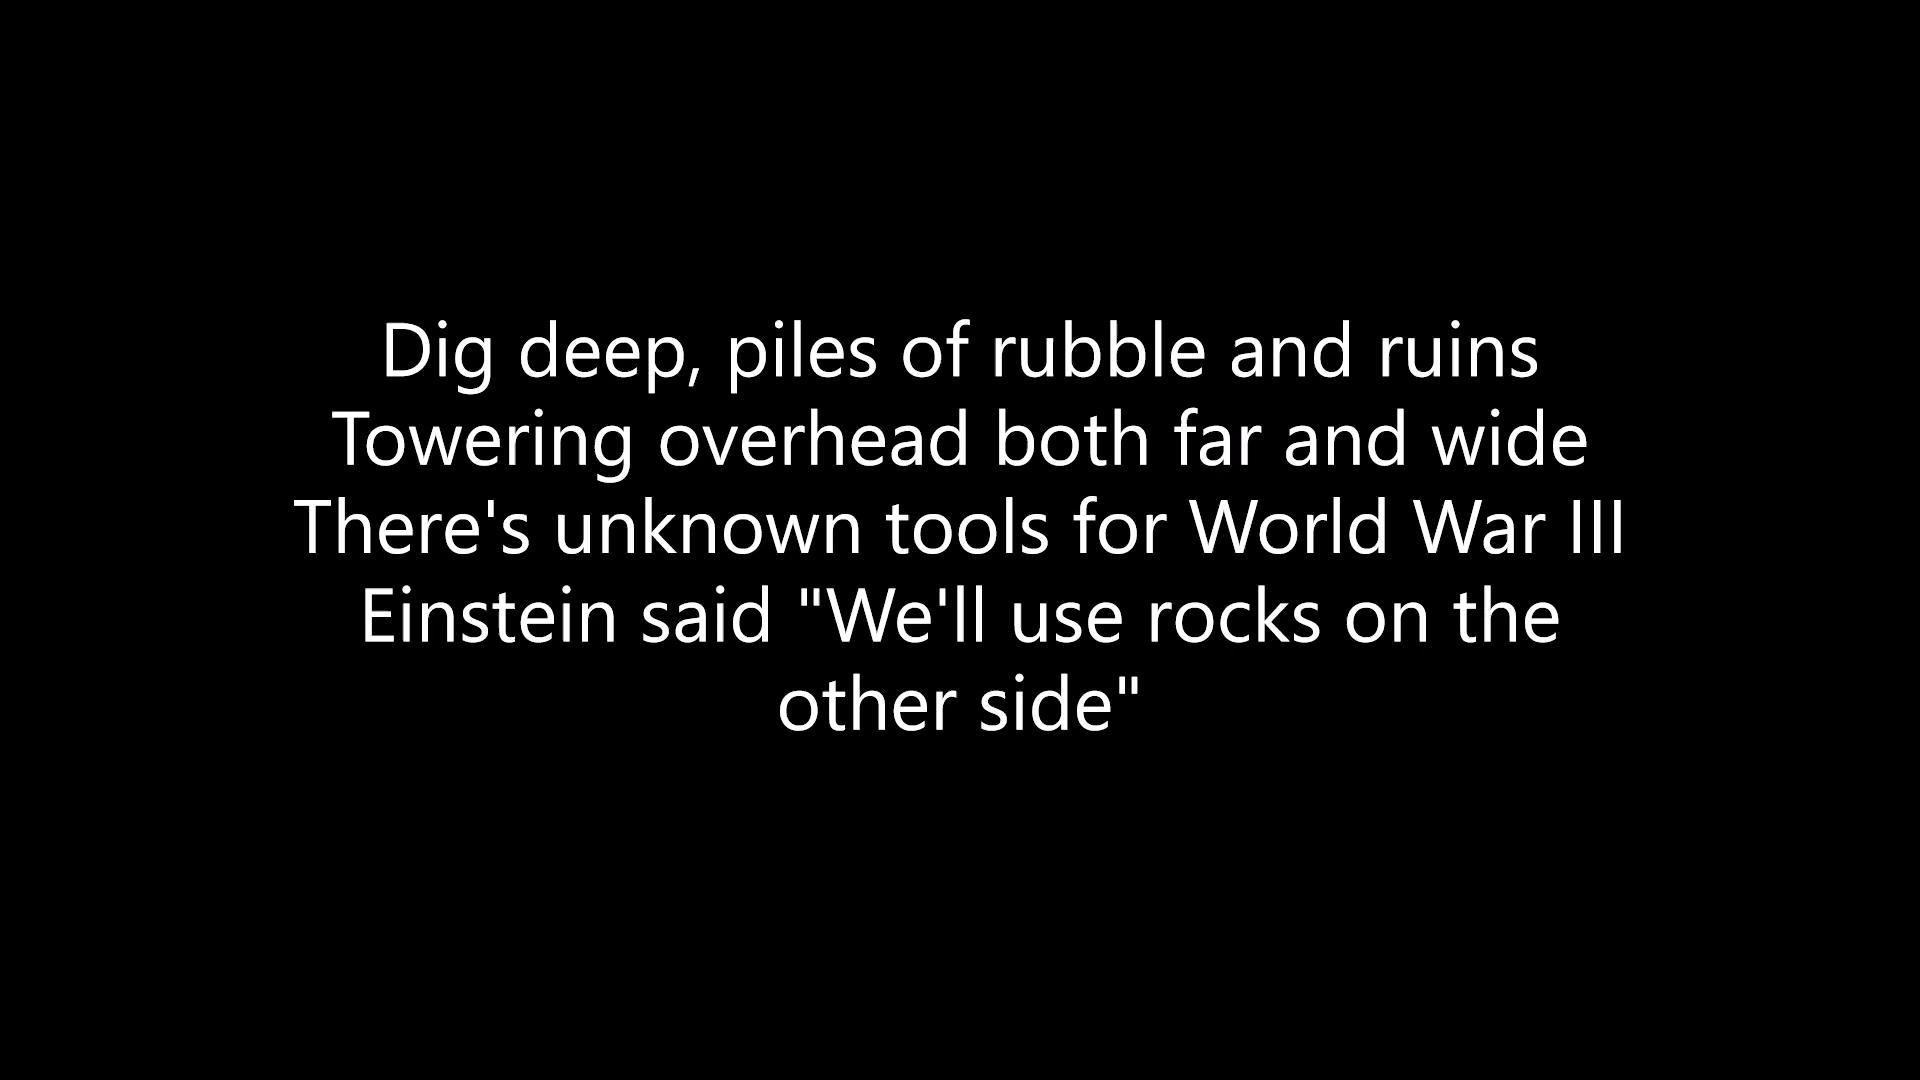 Dig deep, piles of rubble and ruins
Towering overhead both far and wide
There's unknown tools for World War III
Einstein said "We'll use rocks on the
other side"